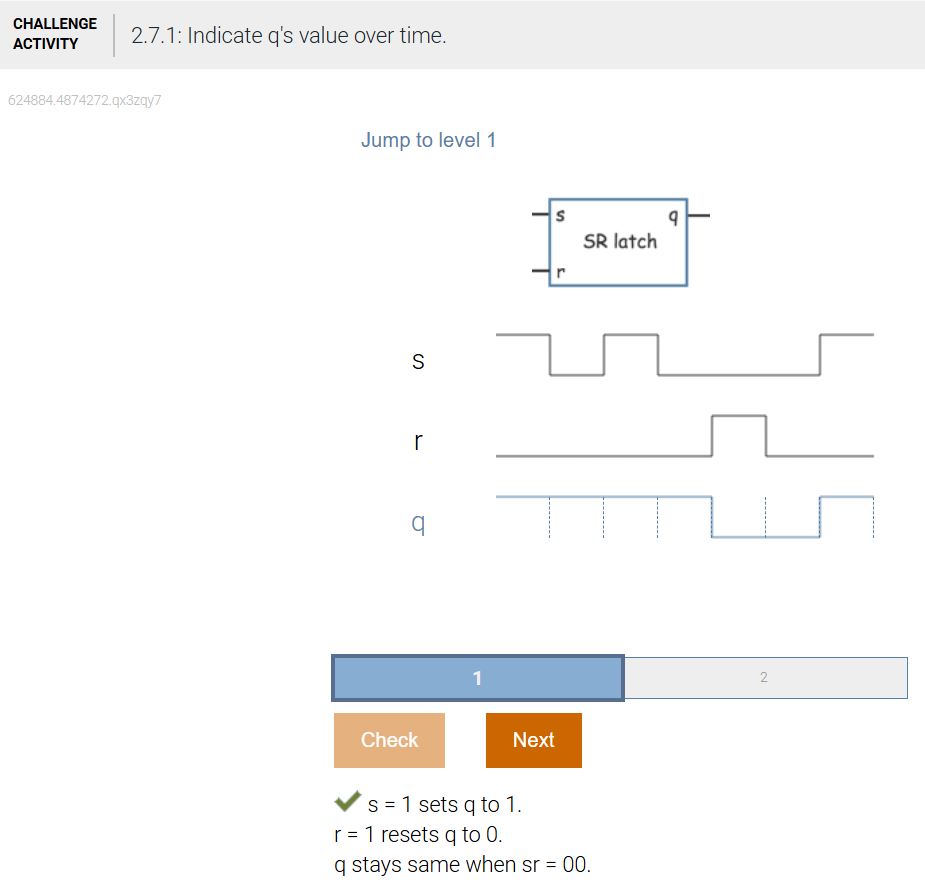 CHALLENGE
ACTIVITY
2.7.1: Indicate q's value over time.
624884.4874272.qx3zqy7
Jump to level 1
s q
SR latch
r
s
r
q
1 2
Check Next
s = 1 sets q to 1.
r = 1 resets q to 0.
q stays same when sr = 00.